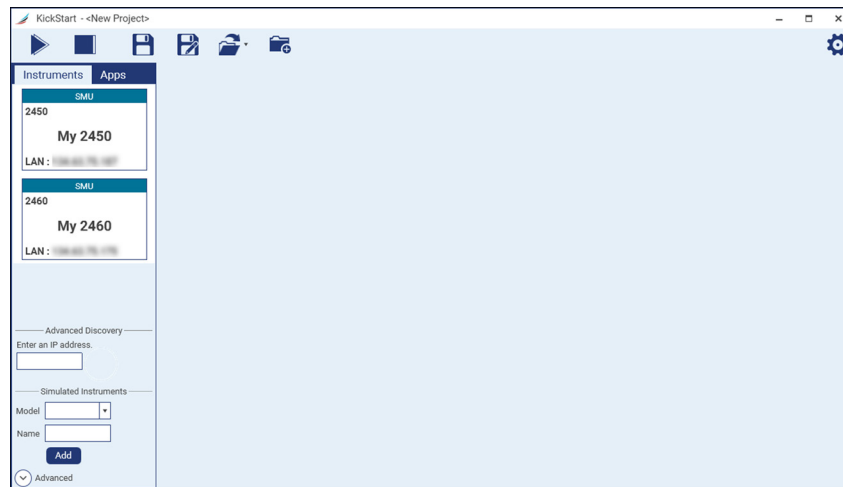 KickStart - <New Project>
Instruments Apps
SMU
2450
My 2450
LAN :
SMU
2460
My 2460
LAN :
Advanced Discovery
Enter an IP address.
Simulated Instruments
Model
Name
Add
Advanced